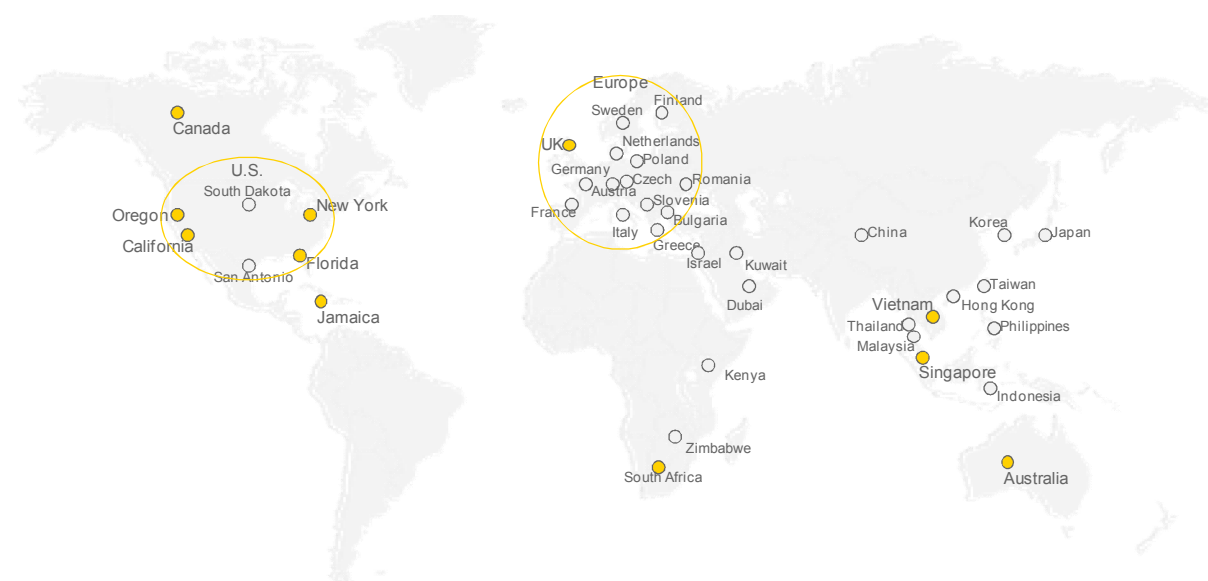 Europe
Finland
Sweden
Canada
UK
Netherlands
Poland
U.S.
Germany
Czech
Romania
South Dakota
Austria
Slovenia
Oregon
New York
France
Bulgaria
Italy
China
Korea
Japan
California
Greece
Florida
Israel
Kuwait
San Antonio
Taiwan
Dubai
Vietnam
Hong Kong
Jamaica
Thailand
Philippines
Malaysia
Singapore
Kenya
Indonesia
Zimbabwe
South Africa
Australia